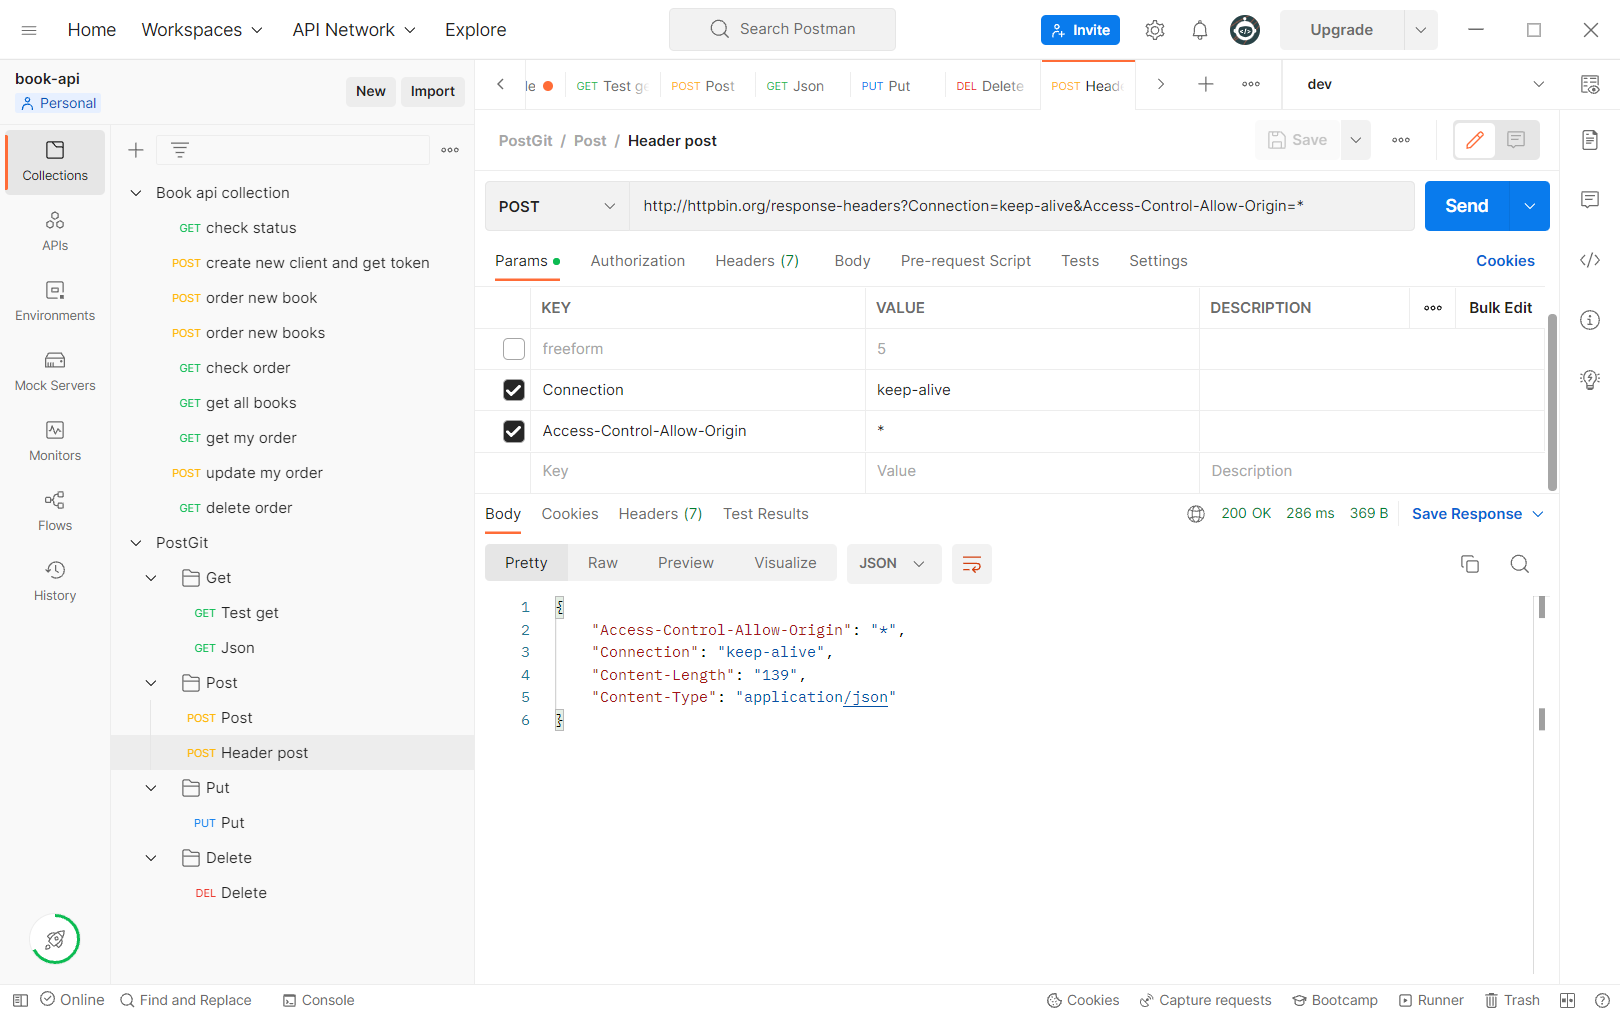 Home Workspaces API Network Explore Search Postman Invite Upgrade
book-api
Personal
New Import
le GET Test ge POST Post GET Json PUT Put DEL Delete POST Head dev
Collections
APIs
Environments
Mock Servers
Monitors
Flows
History
Book api collection
GET check status
POST create new client and get token
POST order new book
POST order new books
GET check order
GET get all books
GET get my order
POST update my order
GET delete order
PostGit
Get
GET Test get
GET Json
Post
POST Post
POST Header post
Put
PUT Put
Delete
DEL Delete
PostGit / Post / Header post Save
POST http://httpbin.org/response-headers?Connection=keep-alive&Access-Control-Allow-Origin=* Send
Params Authorization Headers (7) Body Pre-request Script Tests Settings Cookies
KEY VALUE DESCRIPTION Bulk Edit
freeform 5
Connection keep-alive
Access-Control-Allow-Origin *
Key Value Description
Body Cookies Headers (7) Test Results 200 OK 286 ms 369 B Save Response
Pretty Raw Preview Visualize JSON
1 {
2 "Access-Control-Allow-Origin": "*",
3 "Connection": "keep-alive",
4 "Content-Length": "139",
5 "Content-Type": "application/json"
6 }
Online Find and Replace Console Cookies Capture requests Bootcamp Runner Trash